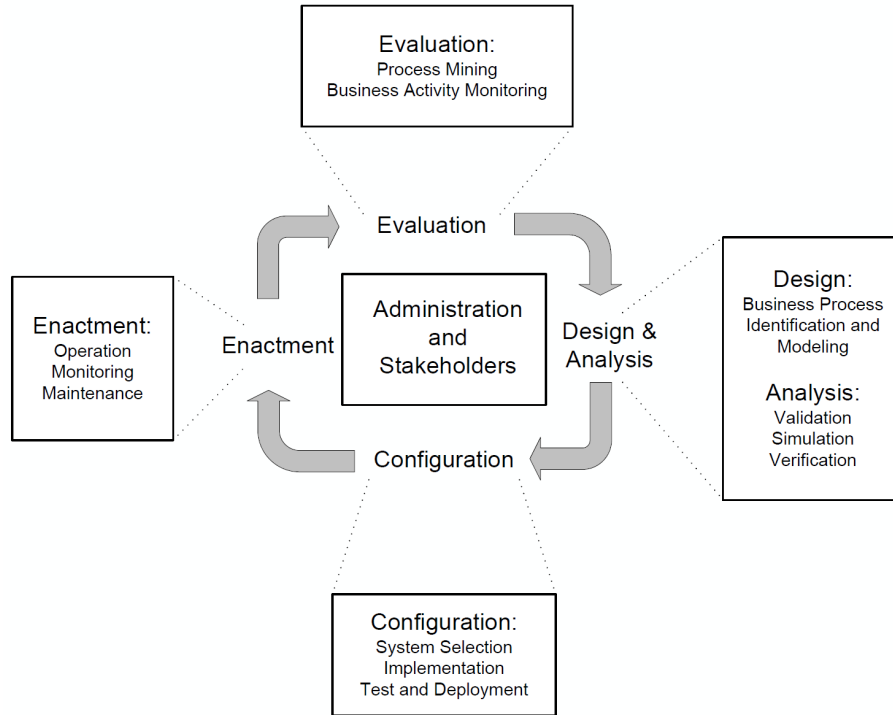 Evaluation:
Process Mining
Business Activity Monitoring
Evaluation
Administration
and
Stakeholders
Design &
Analysis
Design:
Business Process
Identification and
Modeling
Analysis:
Validation
Simulation
Verification
Enactment:
Operation
Monitoring
Maintenance
Enactment
Configuration
Configuration:
System Selection
Implementation
Test and Deployment